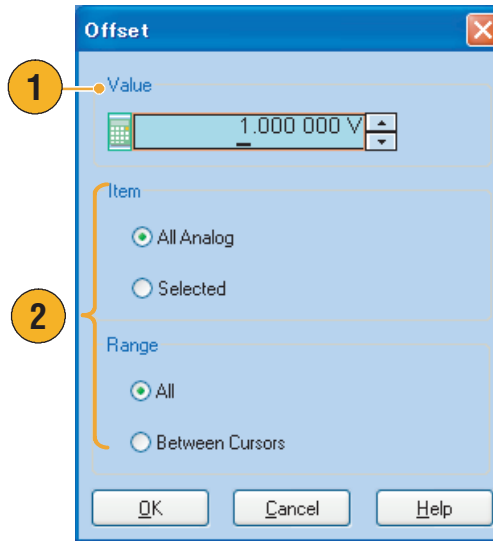 Offset
1
Value
1.000 000 V
Item
All Analog
Selected
2
Range
All
Between Cursors
OK Cancel Help